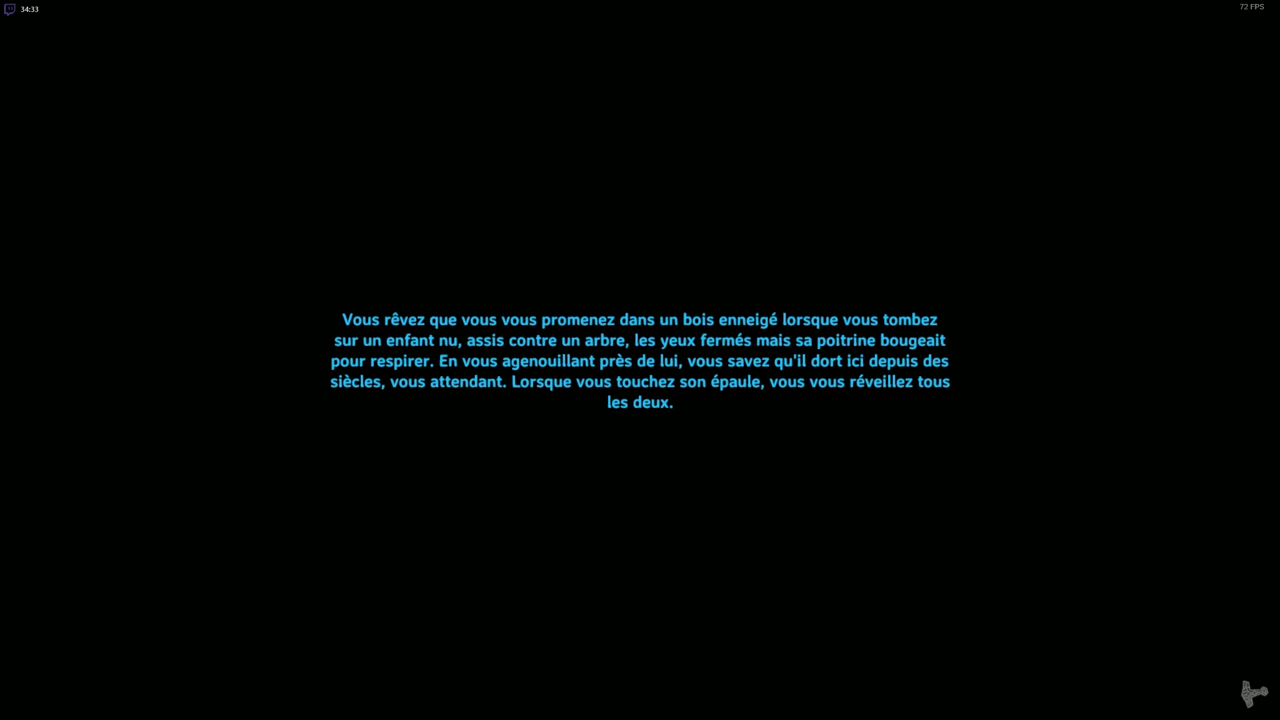 34:33
72 FPS
Vous rêvez que vous vous promenez dans un bois enneigé lorsque vous tombez
sur un enfant nu, assis contre un arbre, les yeux fermés mais sa poitrine bougeait
pour respirer. En vous agenouillant près de lui, vous savez qu'il dort ici depuis des
siècles, vous attendant. Lorsque vous touchez son épaule, vous vous réveillez tous
les deux.